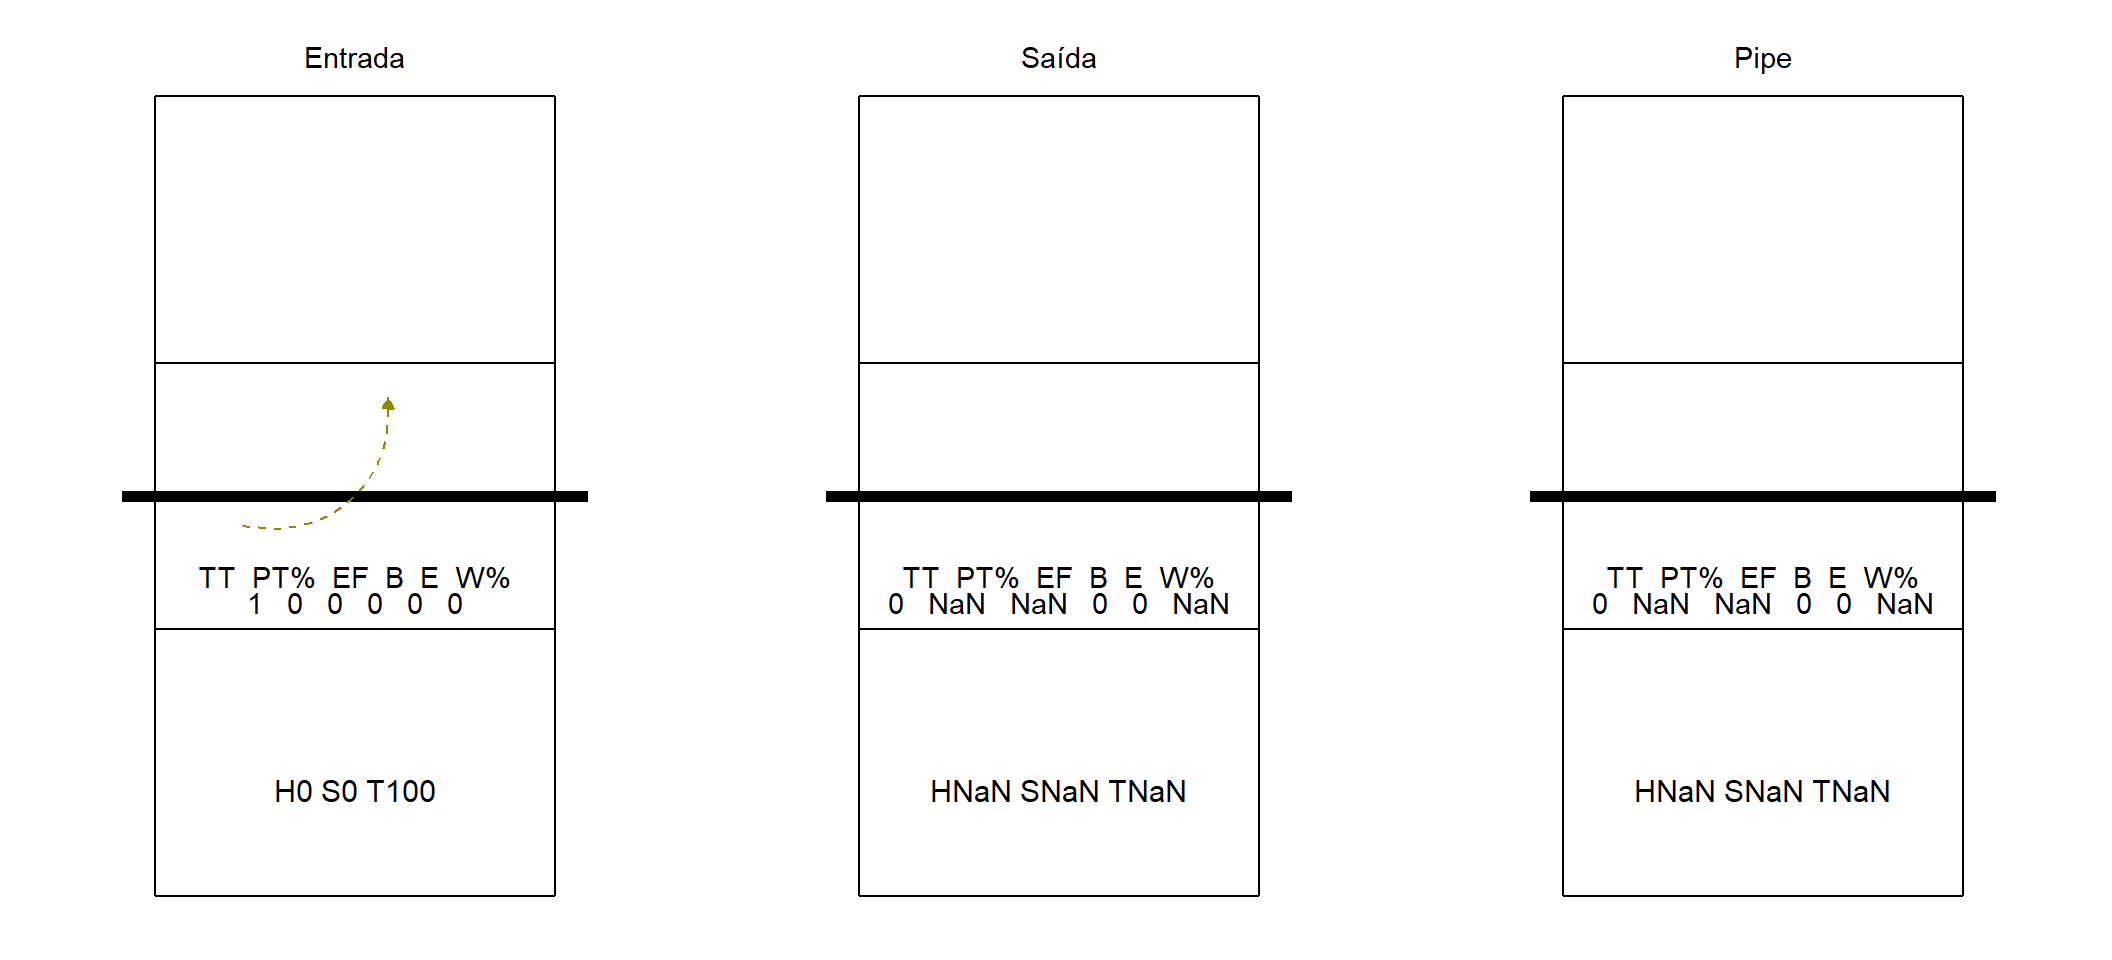 Entrada
TT PT% EF B E W%
1 0 0 0 0 0
H0 S0 T100
Saída
TT PT% EF B E W%
0 NaN NaN 0 0 NaN
HNaN SNaN TNaN
Pipe
TT PT% EF B E W%
0 NaN NaN 0 0 NaN
HNaN SNaN TNaN